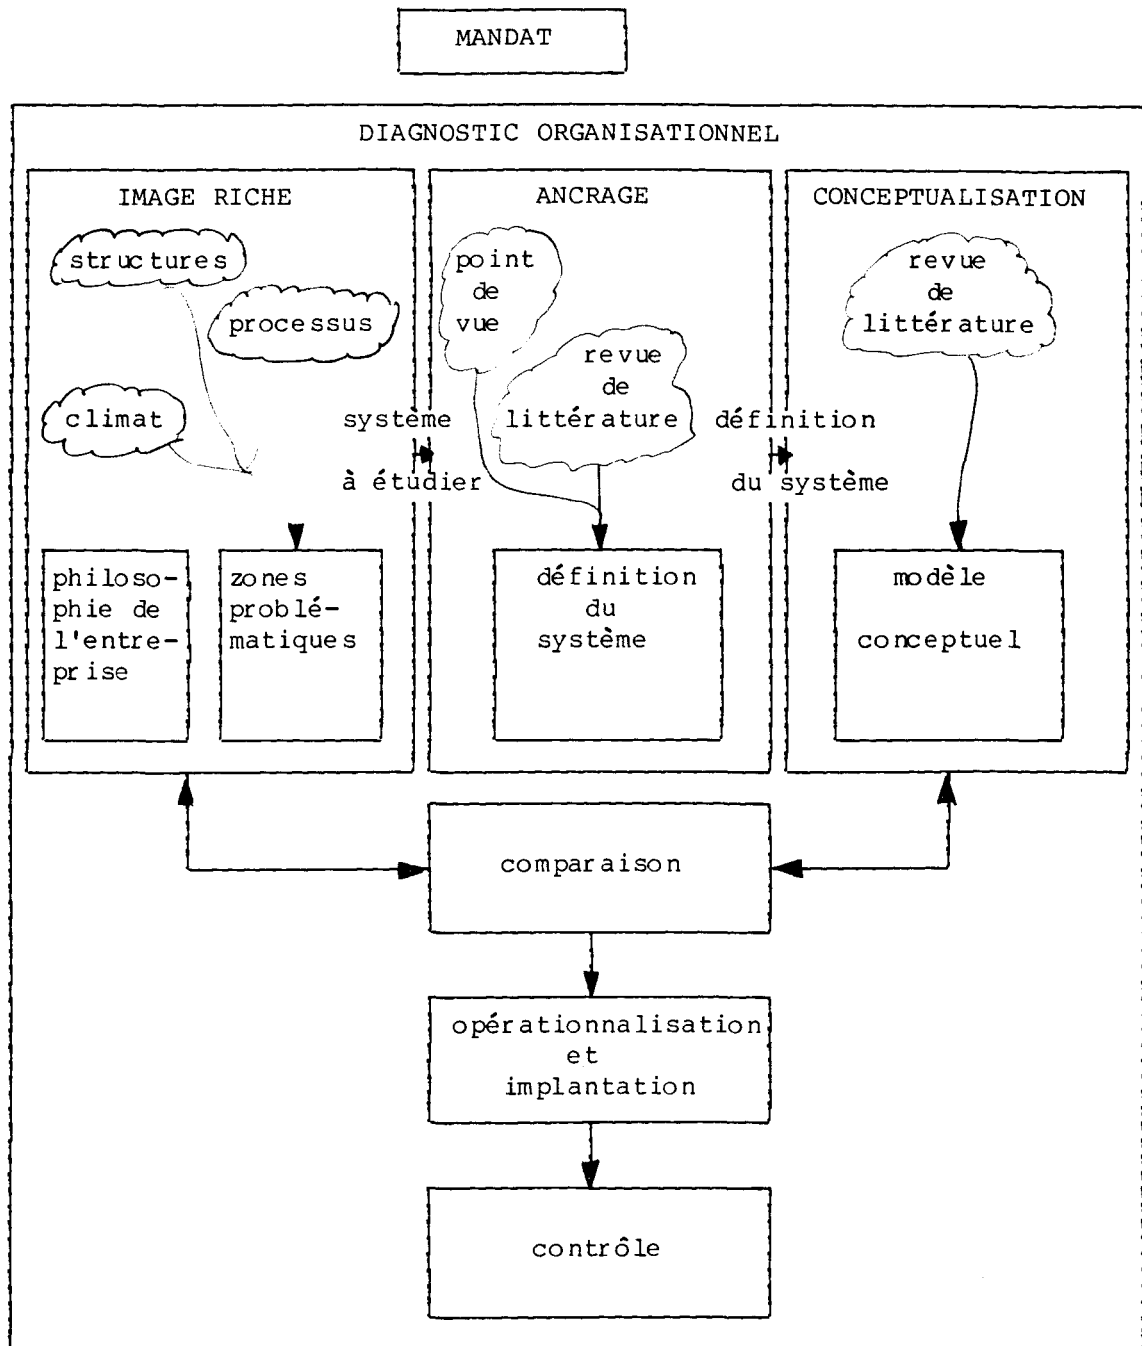 MANDAT
DIAGNOSTIC ORGANISATIONNEL
IMAGE RICHE
structures
processus
climat
système
à étudier
philoso-
phie de
l'entre-
prise
zones
problé-
matiques
ANCRAGE
point
de
vue
revue
de
littérature
définition
du système
définition
du
système
CONCEPTUALISATION
revue
de
littérature
modèle
conceptuel
comparaison
opérationnalisation
et
implantation
contrôle